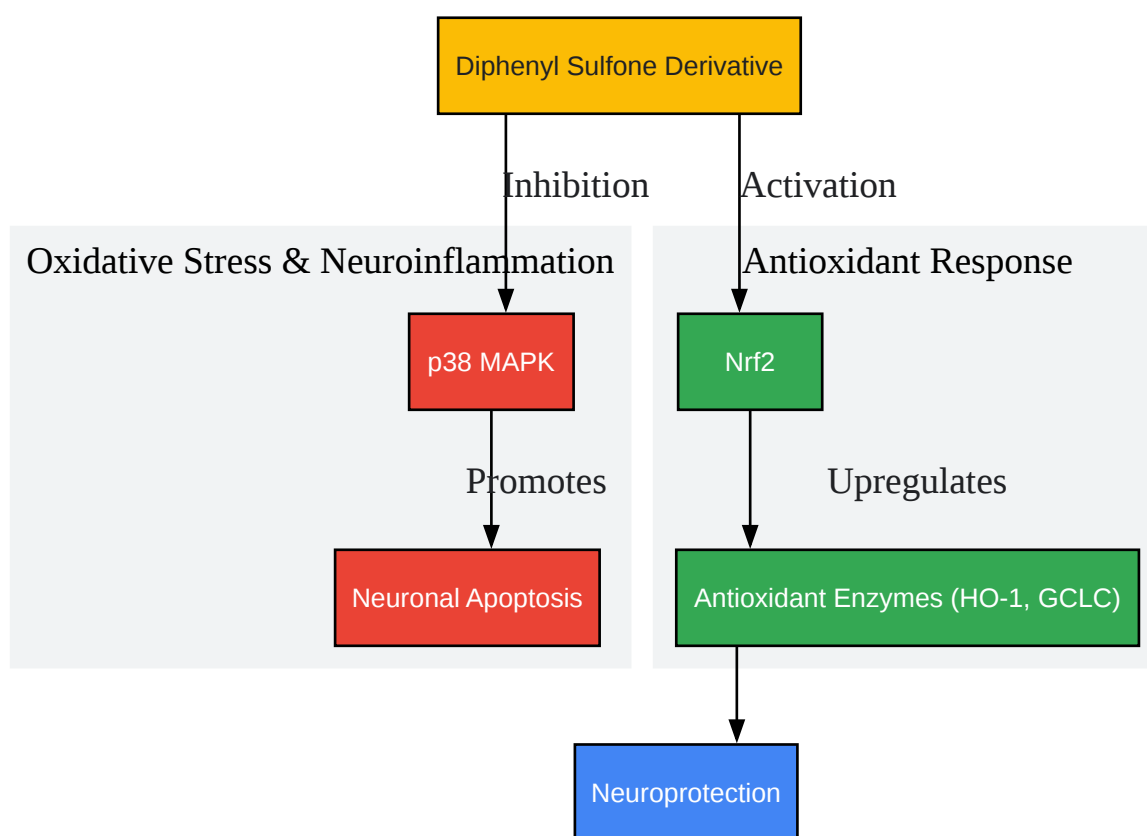 Diphenyl Sulfone Derivative
Inhibition
Activation
Oxidative Stress & Neuroinflammation
Antioxidant Response
p38 MAPK
Nrf2
Promotes
Upregulates
Neuronal Apoptosis
Antioxidant Enzymes (HO-1, GCLC)
Neuroprotection